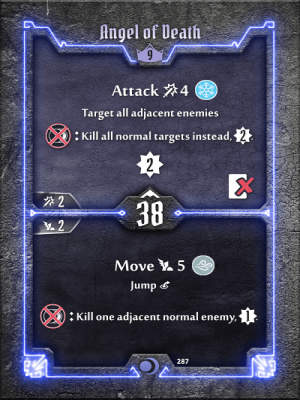 Angel of Death
9
Attack 4
Target all adjacent enemies
: Kill all normal targets instead, 2.
2
2
38
2
Move 5
Jump
: Kill one adjacent normal enemy, 1.
287